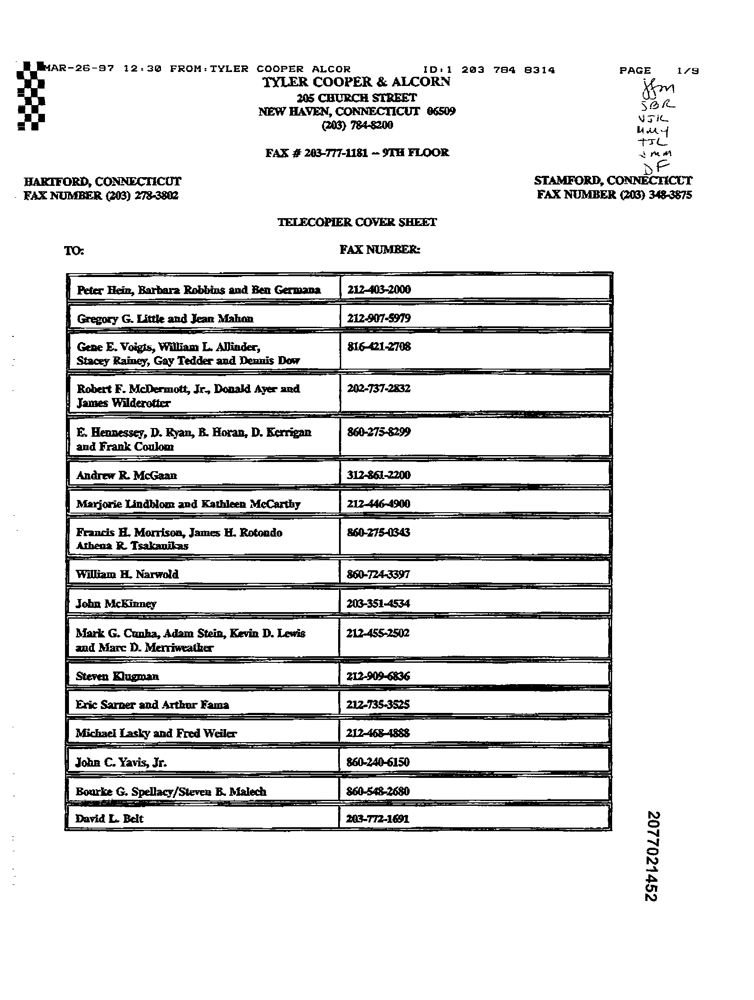 MAR-26-97 12:30 FROM:TYLER COOPER ALCOR ID:1 203 784 8314 PAGE 1/9
TYLER COOPER & ALCORN
205 CHURCH STREET
NEW HAVEN, CONNECTICUT 06509
(203) 784-8200
FAX # 203-777-1181 -- 9TH FLOOR
SBR
VJK
TJL
JMM
DF
HARTFORD, CONNECTICUT
FAX NUMBER (203) 278-3802
STAMFORD, CONNECTICUT
FAX NUMBER (203) 348-3875
TELECOPIER COVER SHEET
TO: FAX NUMBER:
Peter Hein, Barbara Robbins and Ben Germana 212-403-2000
Gregory G. Little and Jean Mahon 212-907-5979
Gene E. Voigts, William L. Allinder, 816-421-2708
Stacey Rainey, Gay Tedder and Dennis Dow
Robert F. McDermott, Jr., Donald Ayer and 202-737-2832
James Wilderotter
E. Hennessey, D. Ryan, B. Horan, D. Kerrigan 860-275-8299
and Frank Coulom
Andrew R. McGaan 312-861-2200
Marjorie Lindblom and Kathleen McCarthy 212-446-4900
Francis H. Morrison, James H. Rotondo 860-275-0343
Athena R. Tsakanikas
William H. Narwold 860-724-3397
John McKinney 203-351-4534
Mark G. Cunha, Adam Stein, Kevin D. Lewis 212-455-2502
and Marc D. Merriweather
Steven Klugman 212-909-6836
Eric Sarner and Arthur Fama 212-735-3525
Michael Lasky and Fred Weiler 212-468-4888
John C. Yavis, Jr. 860-240-6150
Bourke G. Spellacy/Steven B. Malech 860-548-2680
David L. Belt 203-772-1691
2077021452